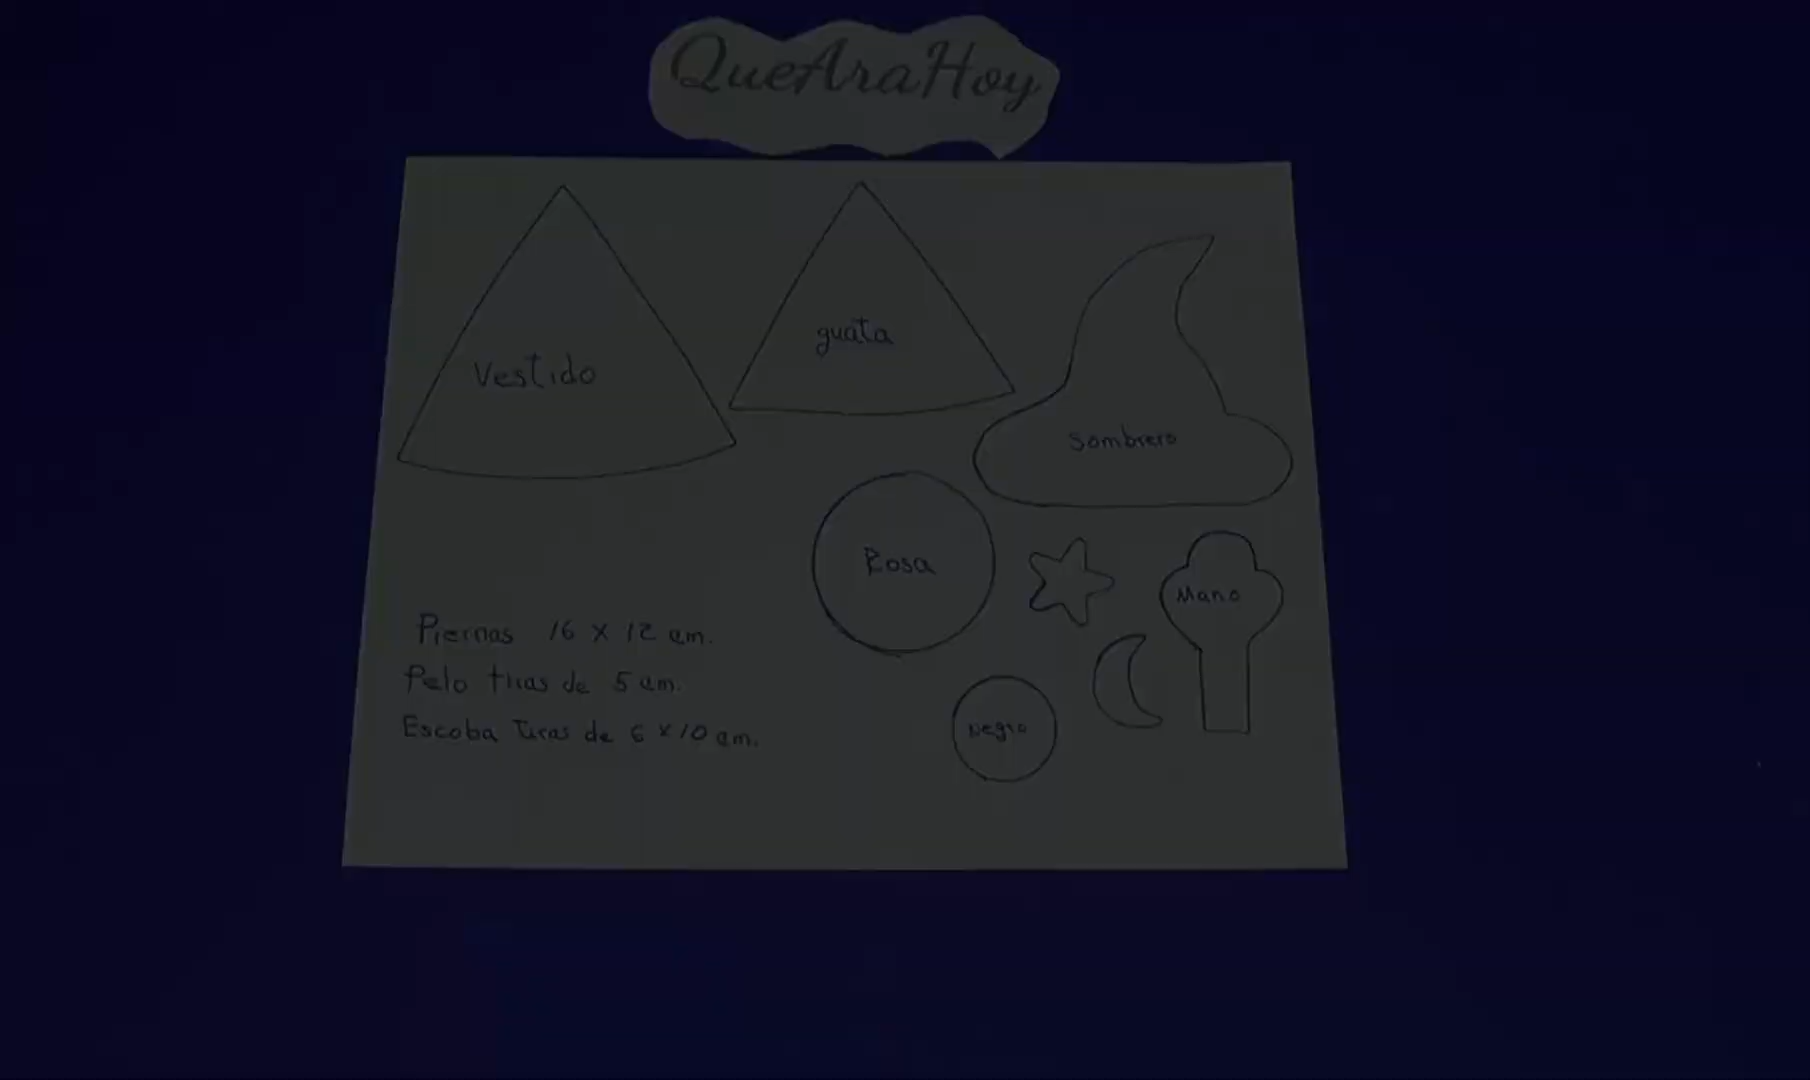 QueAraHoy
Vestido
guata
Sombrero
Rosa
Mano
Negro
Piernas 16 x 12 cm.
Pelo tiras de 5 cm.
Escoba Tiras de 6 x 10 cm.